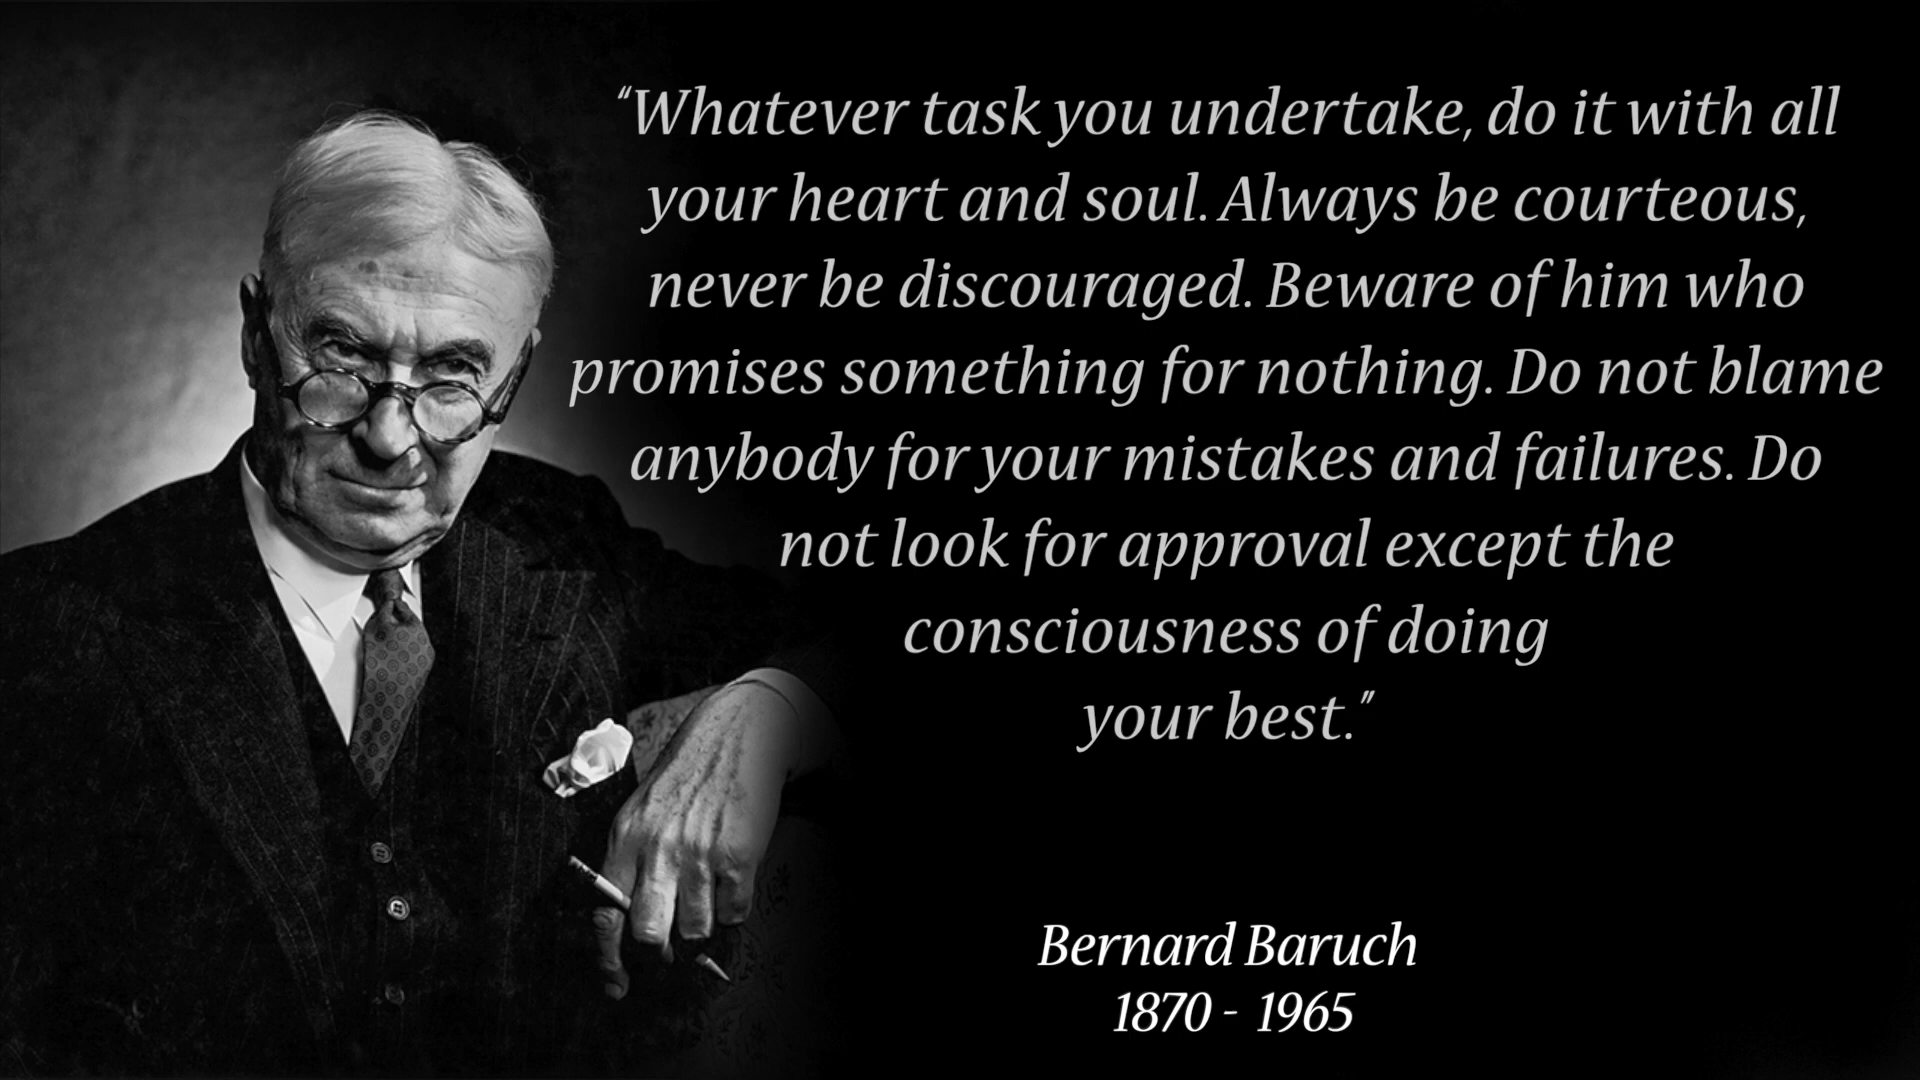 “Whatever task you undertake, do it with all
your heart and soul. Always be courteous,
never be discouraged. Beware of him who
promises something for nothing. Do not blame
anybody for your mistakes and failures. Do
not look for approval except the
consciousness of doing
your best.”
Bernard Baruch
1870 - 1965